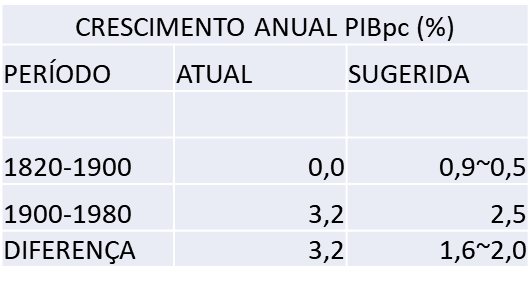 CRESCIMENTO ANUAL PIBpc (%)
PERÍODO ATUAL SUGERIDA
1820-1900 0,0 0,9~0,5
1900-1980 3,2 2,5
DIFERENÇA 3,2 1,6~2,0